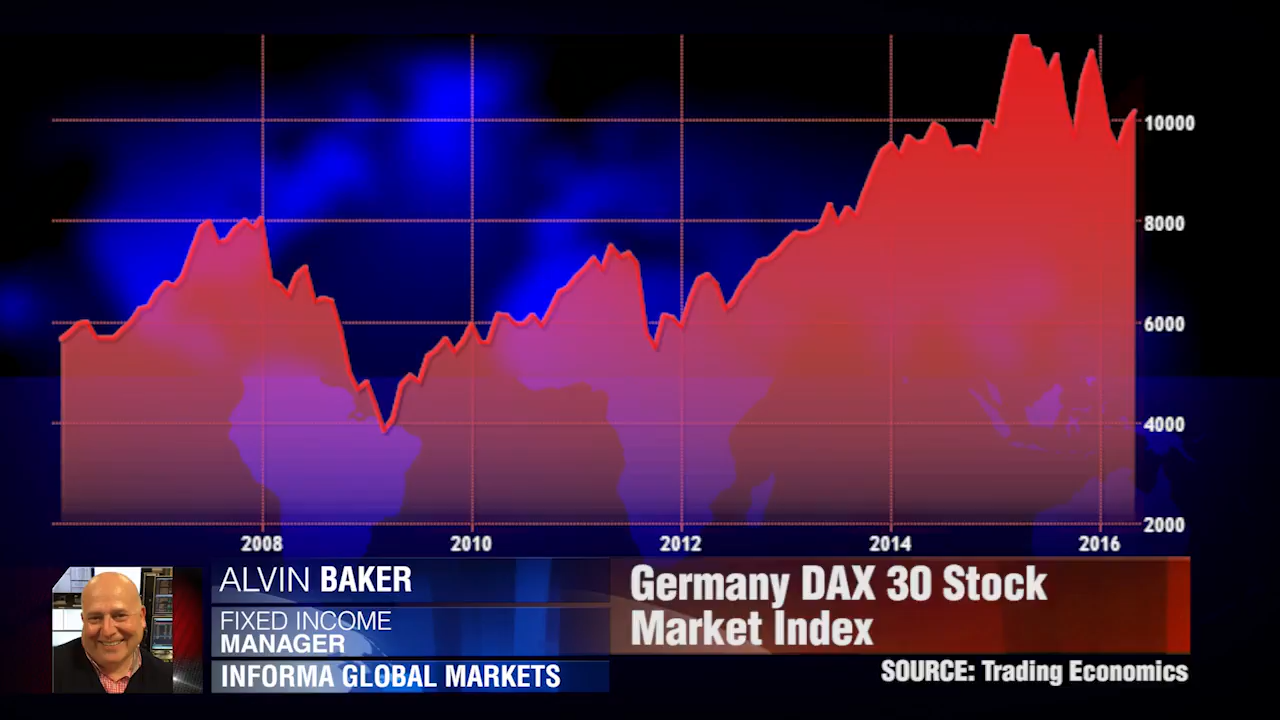 10000
8000
6000
4000
2000
2008 2010 2012 2014 2016
ALVIN BAKER
FIXED INCOME
MANAGER
INFORMA GLOBAL MARKETS
Germany DAX 30 Stock
Market Index
SOURCE: Trading Economics